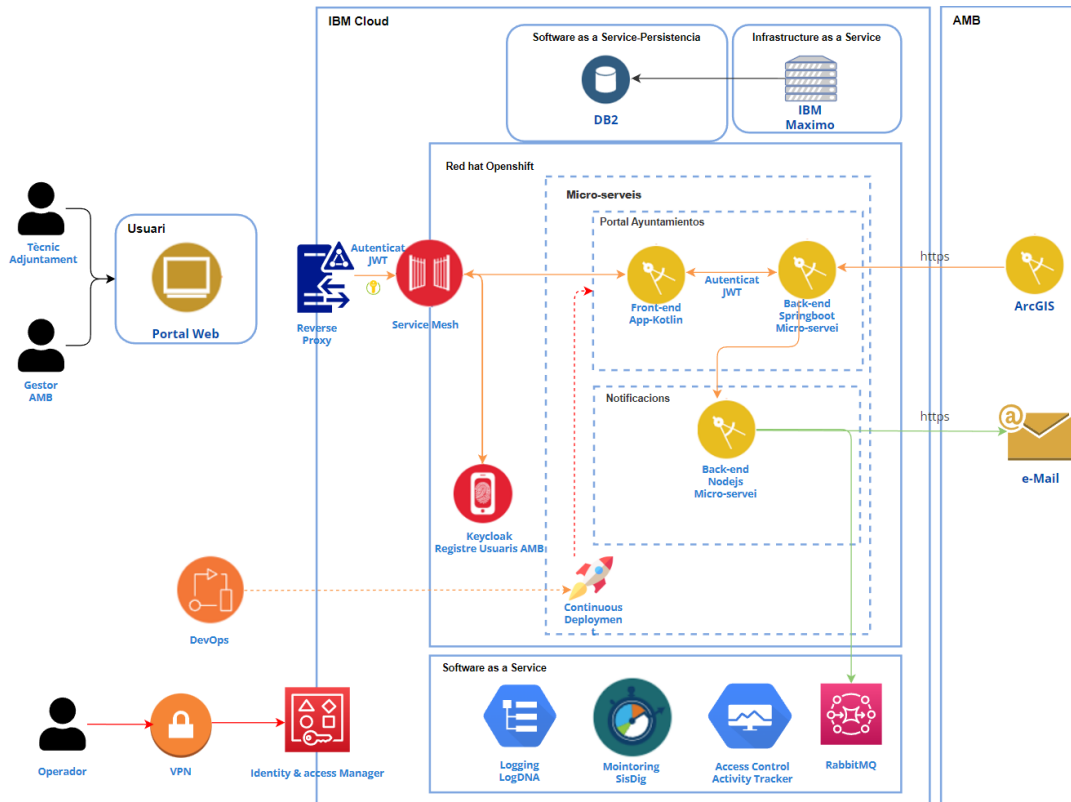 IBM Cloud
AMB
Software as a Service-Persistencia
Infrastructure as a Service
DB2
IBM
Maximo
Red hat Openshift
Micro-serveis
Portal Ayuntamientos
Usuari
Tècnic
Adjuntament
Portal Web
Gestor
AMB
Autenticat
JWT
Reverse
Proxy
Service Mesh
Front-end
App-Kotlin
Autenticat
JWT
Back-end
Springboot
Micro-servei
https
ArcGIS
Notificacions
Back-end
Nodejs
Micro-servei
https
@
e-Mail
Keycloak
Registre Usuaris AMB
DevOps
Continuous
Deploymen
t
Software as a Service
Operador
VPN
Identity & access Manager
Logging
LogDNA
Mointoring
SisDig
Access Control
Activity Tracker
RabbitMQ